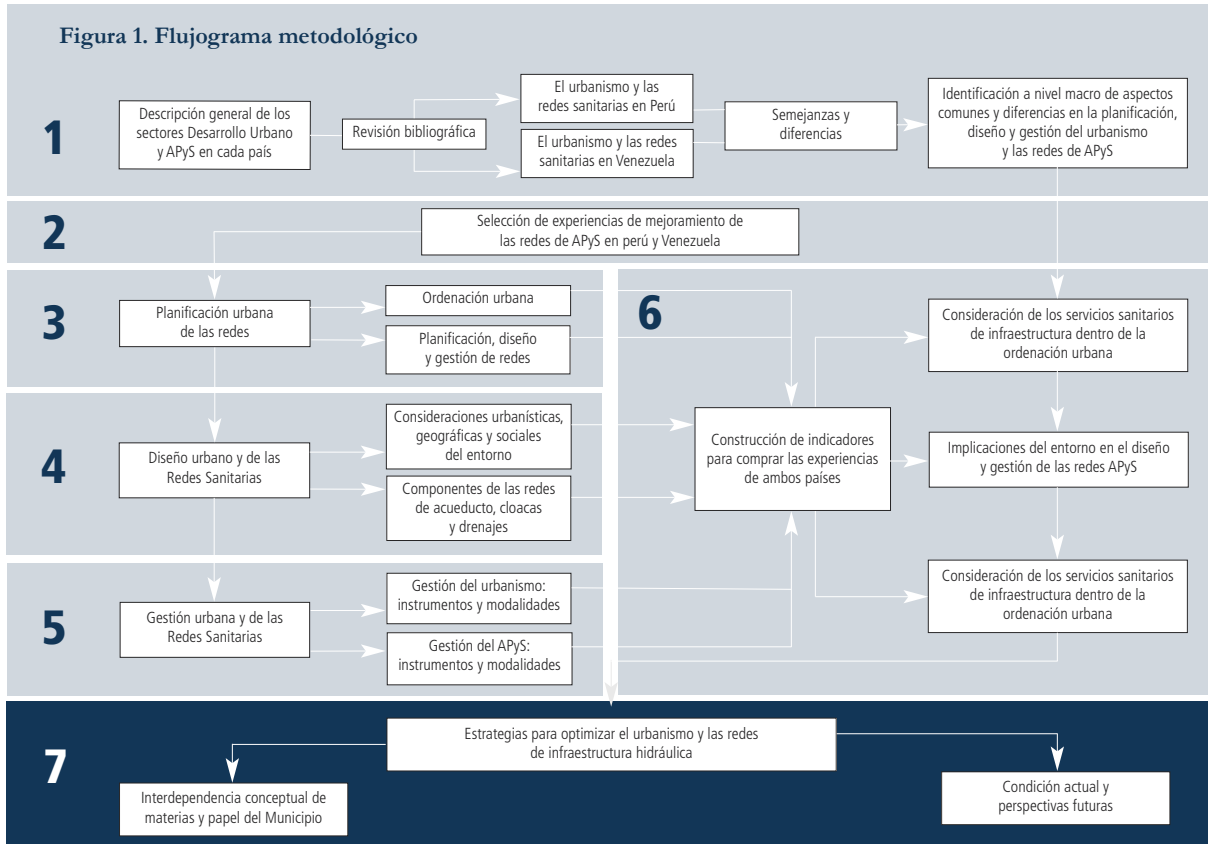 Figura 1. Flujograma metodológico
1
Descripción general de los
sectores Desarrollo Urbano
y APyS en cada país
Revisión bibliográfica
El urbanismo y las
redes sanitarias en Perú
El urbanismo y las redes
sanitarias en Venezuela
Semejanzas y
diferencias
Identificación a nivel macro de aspectos
comunes y diferencias en la planificación,
diseño y gestión del urbanismo
y las redes de APyS
2
Selección de experiencias de mejoramiento de
las redes de APyS en perú y Venezuela
3
Planificación urbana
de las redes
Ordenación urbana
Planificación, diseño
y gestión de redes
4
Diseño urbano y de las
Redes Sanitarias
Consideraciones urbanísticas,
geográficas y sociales
del entorno
Componentes de las redes
de acueducto, cloacas
y drenajes
5
Gestión urbana y de las
Redes Sanitarias
Gestión del urbanismo:
instrumentos y modalidades
Gestión del APyS:
instrumentos y modalidades
6
Construcción de indicadores
para comprar las experiencias
de ambos países
Consideración de los servicios sanitarios
de infraestructura dentro de la
ordenación urbana
Implicaciones del entorno en el diseño
y gestión de las redes APyS
Consideración de los servicios sanitarios
de infraestructura dentro de la
ordenación urbana
7
Estrategias para optimizar el urbanismo y las redes
de infraestructura hidráulica
Interdependencia conceptual de
materias y papel del Municipio
Condición actual y
perspectivas futuras